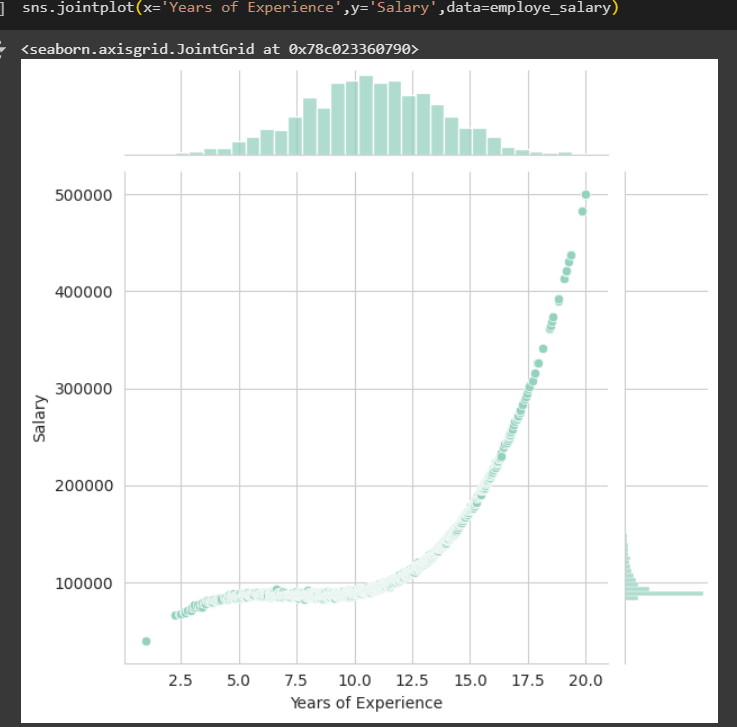 ] sns.jointplot(x='Years of Experience',y='Salary',data=employe_salary)
<seaborn.axisgrid.JointGrid at 0x78c023360790>
500000
400000
300000
200000
100000
Salary
2.5 5.0 7.5 10.0 12.5 15.0 17.5 20.0
Years of Experience